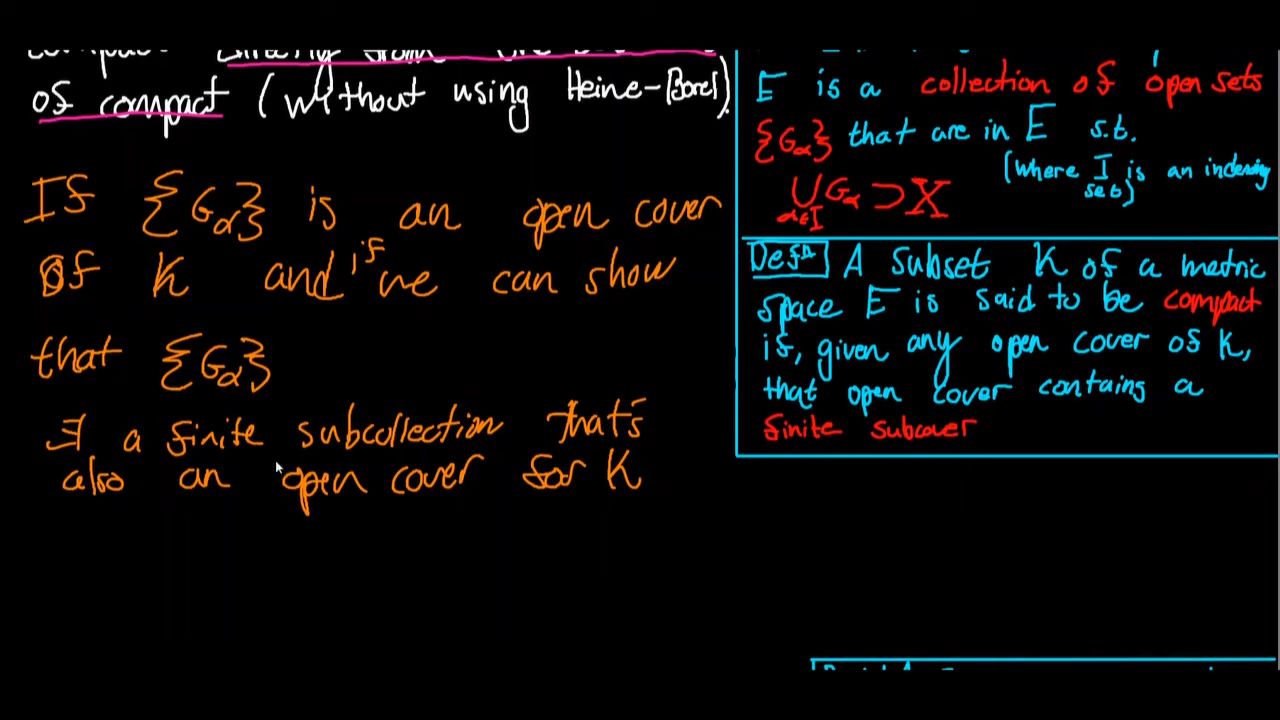 of compact (without using Heine-Borel).
If {Gα} is an open cover
of K and if we can show
that {Gα}
∃ a finite subcollection that's
also an open cover for K
E is a collection of open sets
{Gα} that are in E s.t.
(where I is an indexing
set)
⋃ Gα ⊃ X
α∈I
Defn A subset K of a metric
space E is said to be compact
if, given any open cover of K,
that open cover contains a
finite subcover